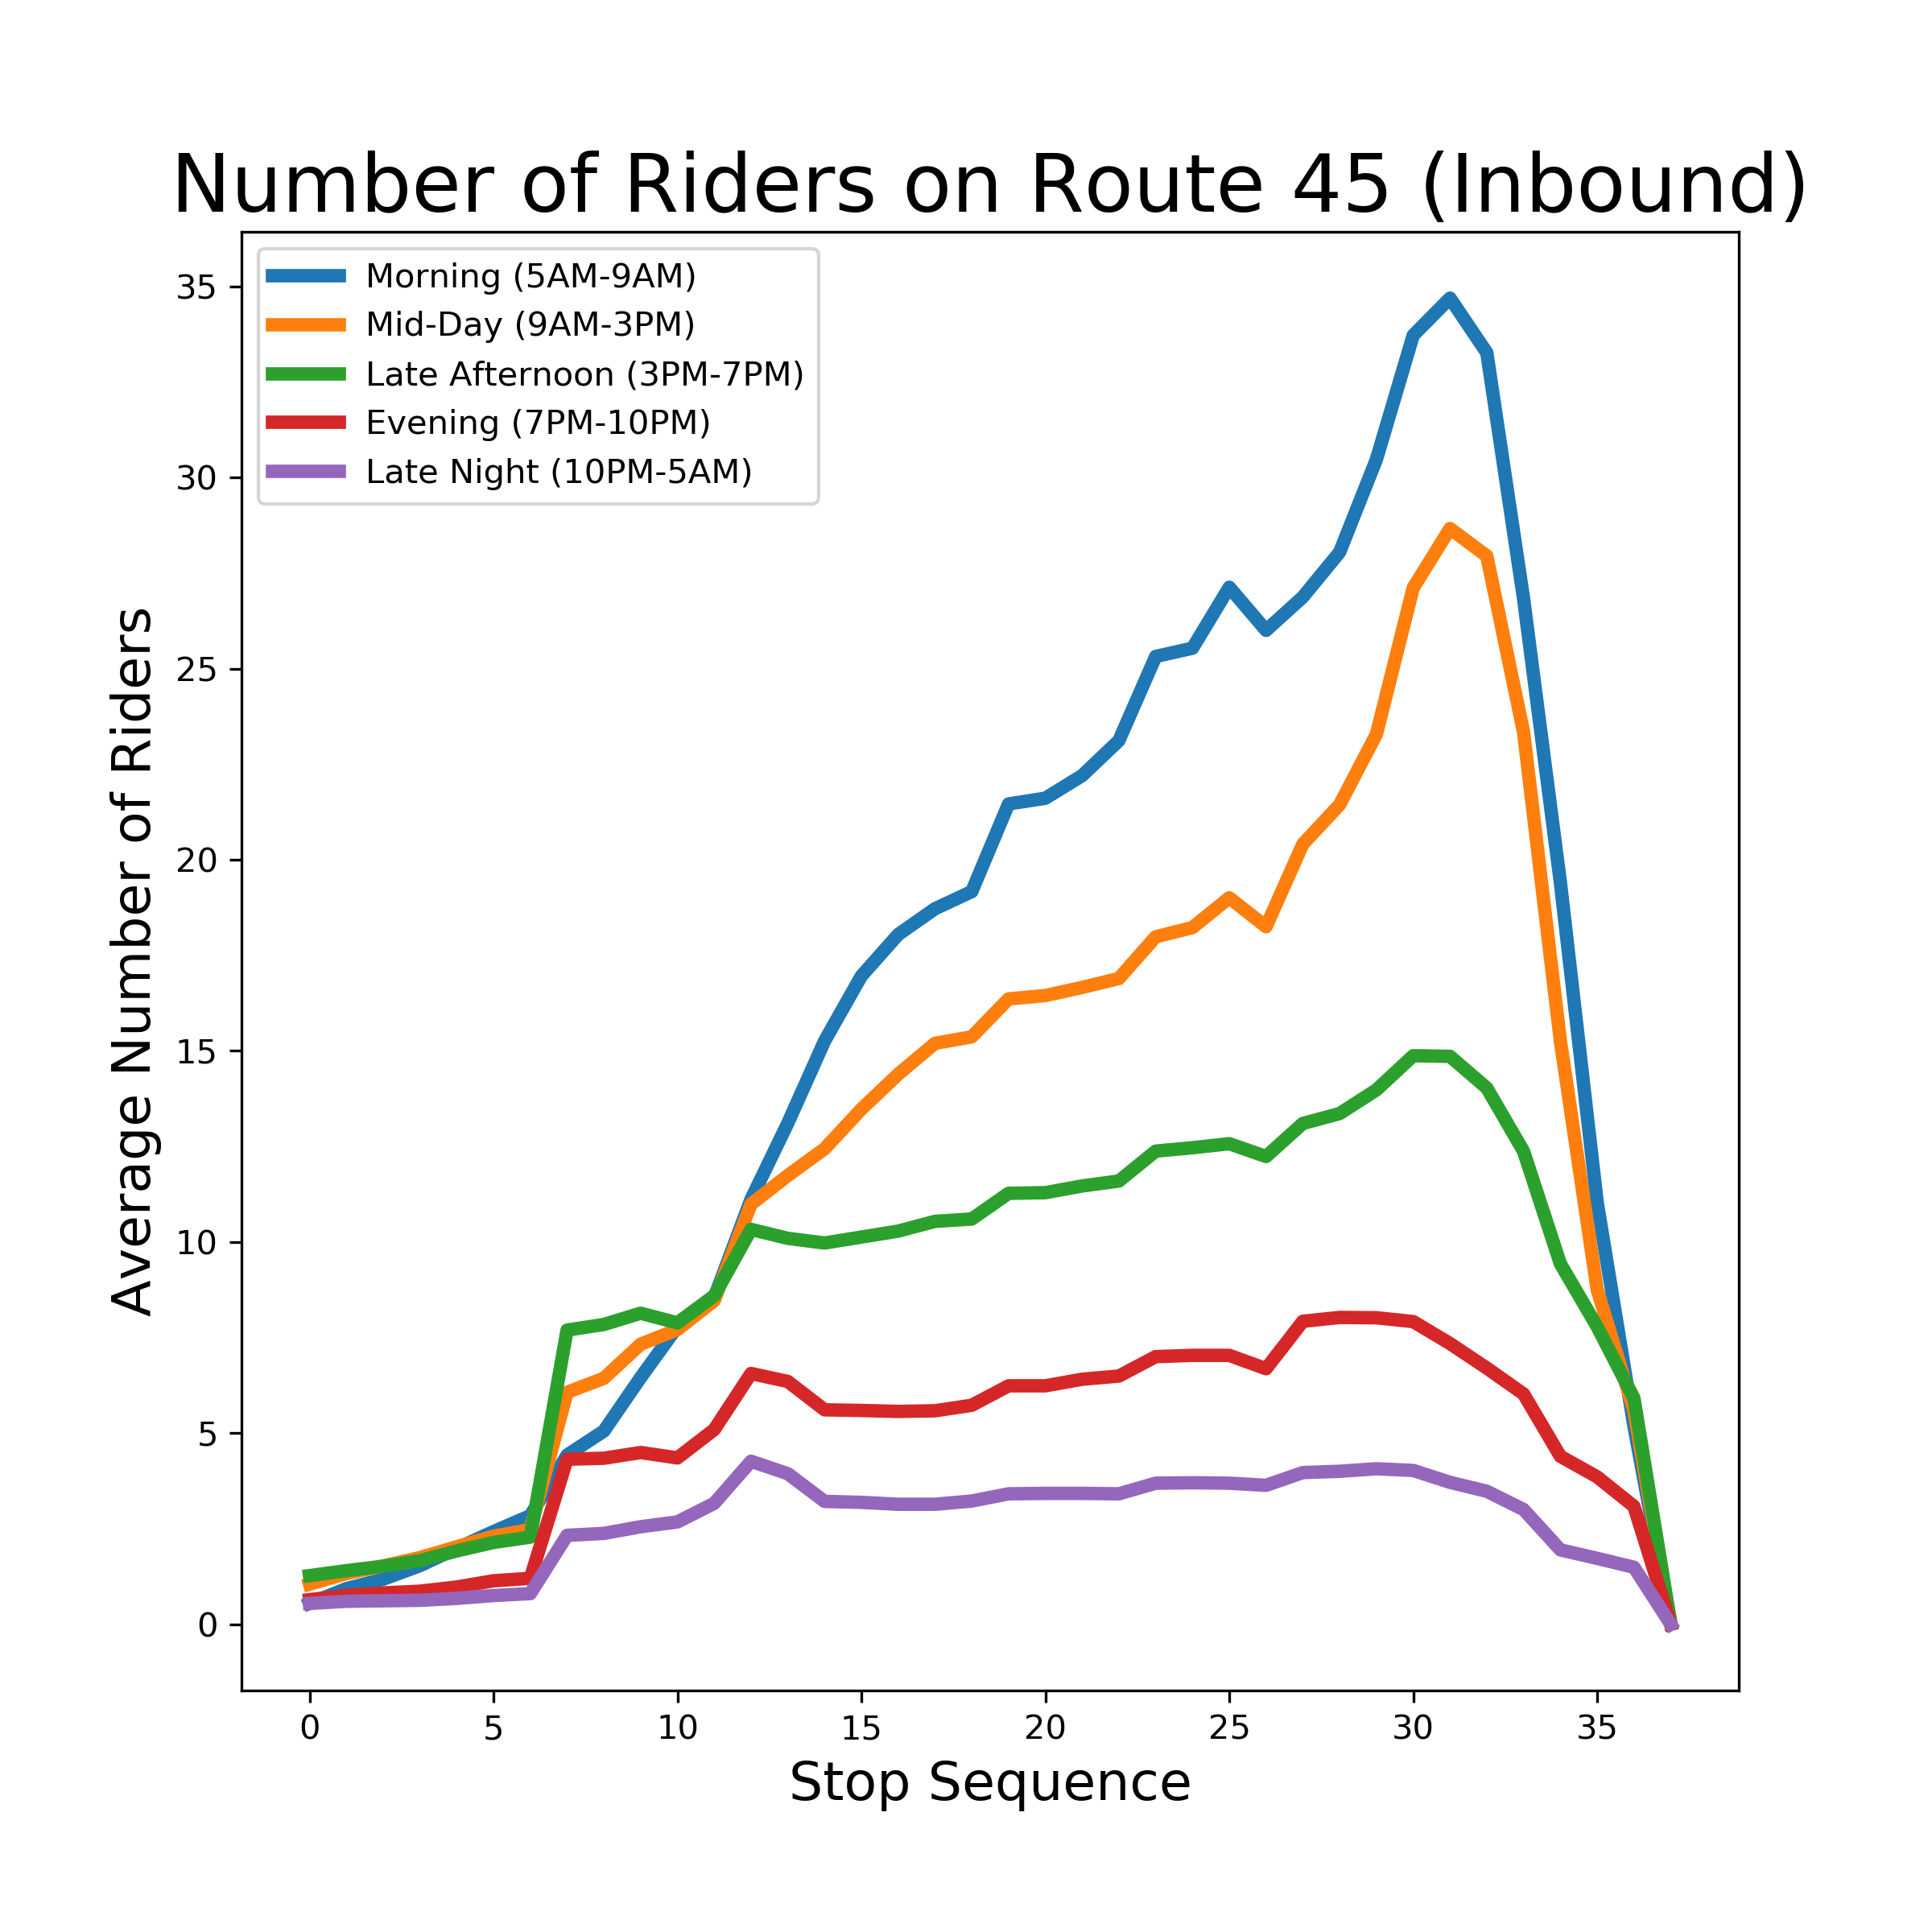 Number of Riders on Route 45 (Inbound)
Morning (5AM-9AM)
Mid-Day (9AM-3PM)
Late Afternoon (3PM-7PM)
Evening (7PM-10PM)
Late Night (10PM-5AM)
Average Number of Riders
35
30
25
20
15
10
5
0
0 5 10 15 20 25 30 35
Stop Sequence